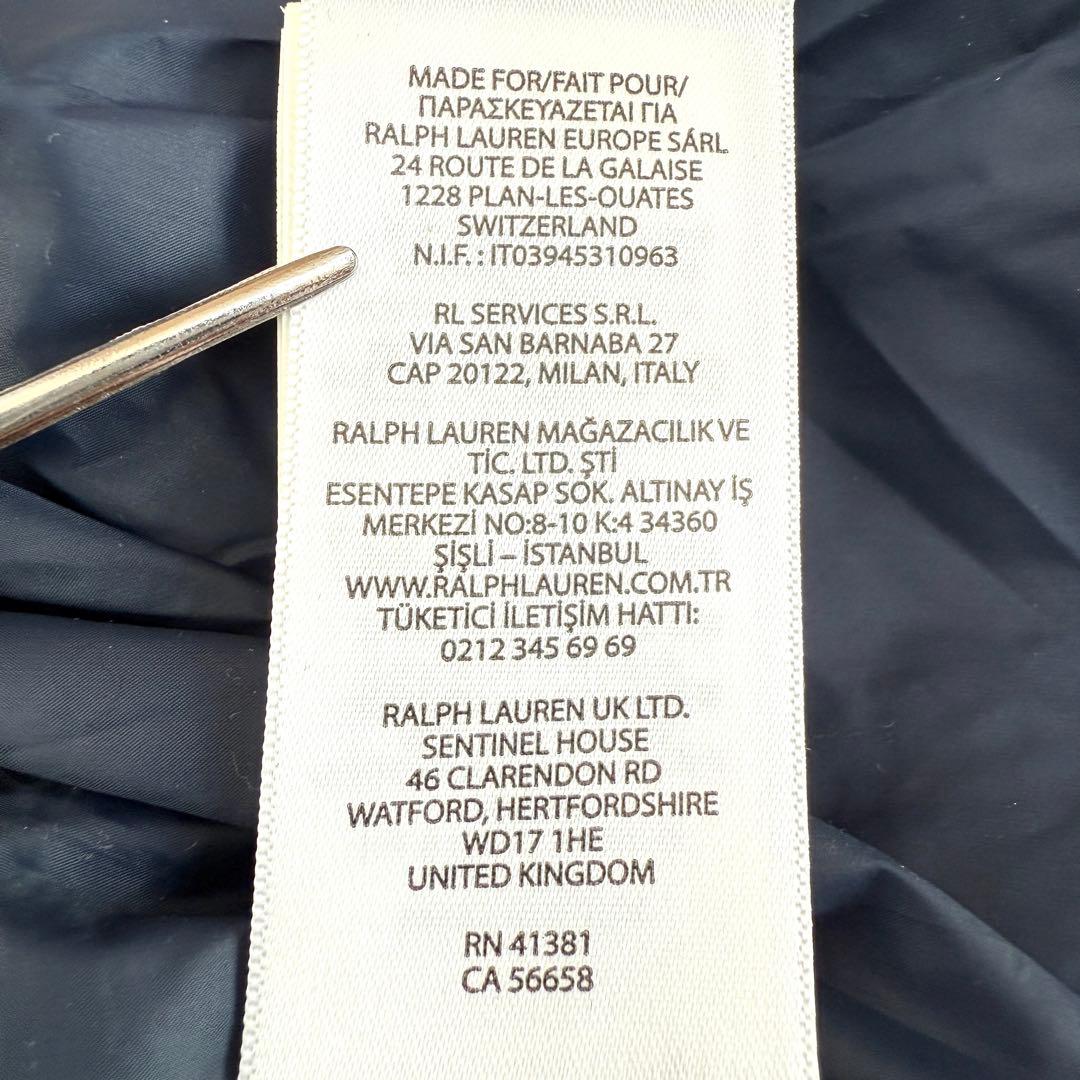 MADE FOR/FAIT POUR/
ΠΑΡΑΣΚΕΥΑΖΕΤΑΙ ΓΙΑ
RALPH LAUREN EUROPE SÁRL
24 ROUTE DE LA GALAISE
1228 PLAN-LES-OUATES
SWITZERLAND
N.I.F. : IT03945310963
RL SERVICES S.R.L.
VIA SAN BARNABA 27
CAP 20122, MILAN, ITALY
RALPH LAUREN MAĞAZACILIK VE
TİC. LTD. ŞTİ
ESENTEPE KASAP SOK. ALTINAY İŞ
MERKEZİ NO:8-10 K:4 34360
ŞİŞLİ – İSTANBUL
WWW.RALPHLAUREN.COM.TR
TÜKETİCİ İLETİŞİM HATTI:
0212 345 69 69
RALPH LAUREN UK LTD.
SENTINEL HOUSE
46 CLARENDON RD
WATFORD, HERTFORDSHIRE
WD17 1HE
UNITED KINGDOM
RN 41381
CA 56658